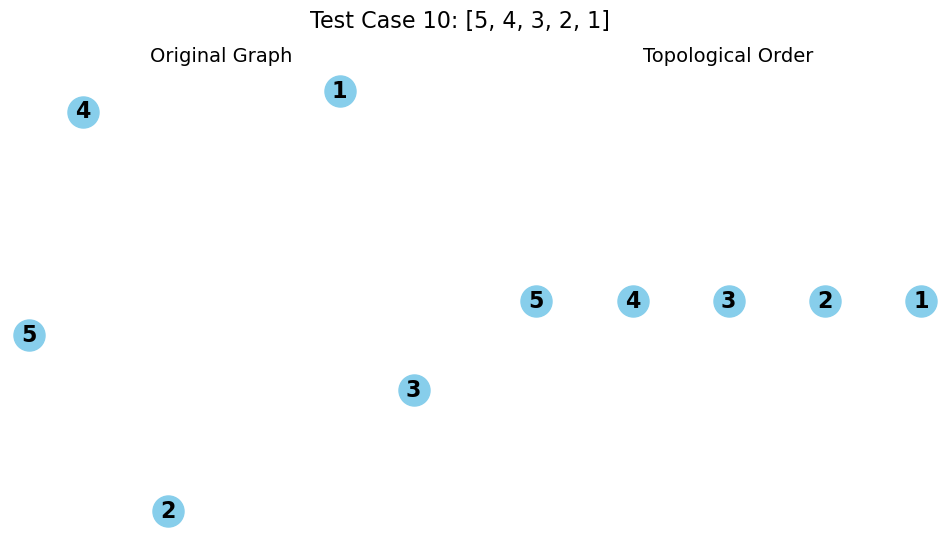 Test Case 10: [5, 4, 3, 2, 1]
Original Graph
1
4
5
3
2
Topological Order
5 4 3 2 1